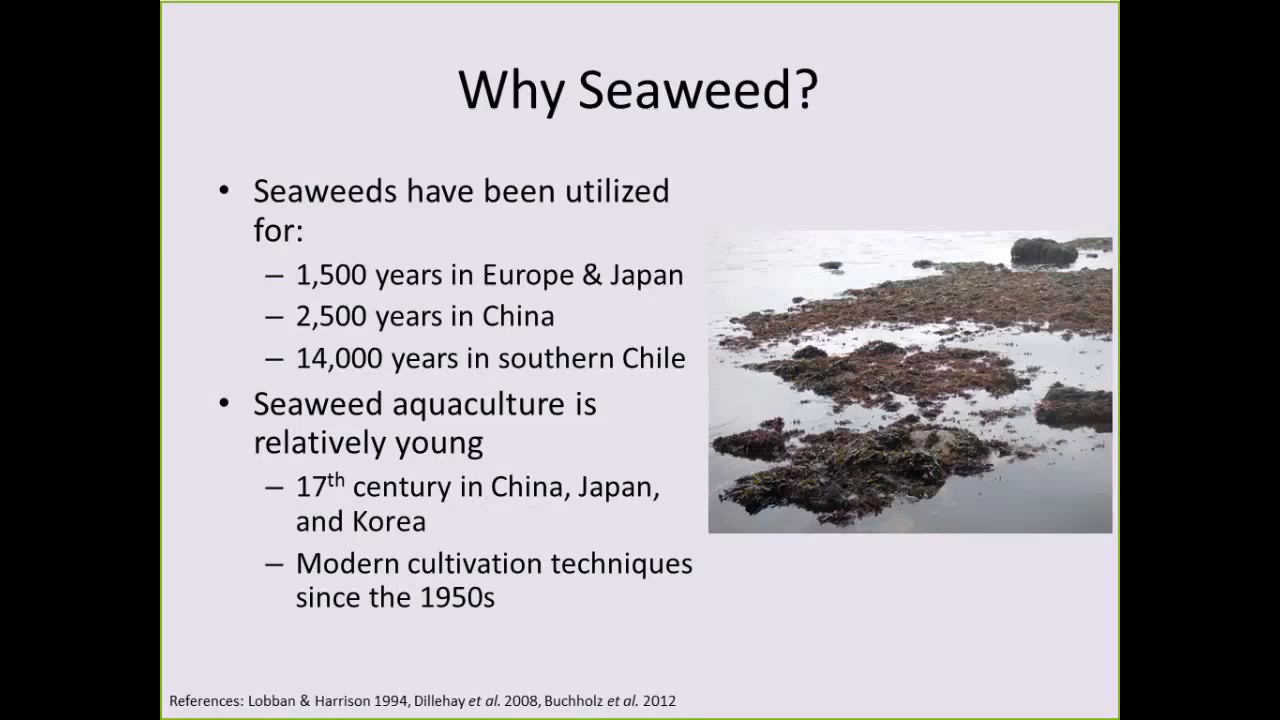 Why Seaweed?
• Seaweeds have been utilized
for:
– 1,500 years in Europe & Japan
– 2,500 years in China
– 14,000 years in southern Chile
• Seaweed aquaculture is
relatively young
– 17th century in China, Japan,
and Korea
– Modern cultivation techniques
since the 1950s
References: Lobban & Harrison 1994, Dillehay et al. 2008, Buchholz et al. 2012